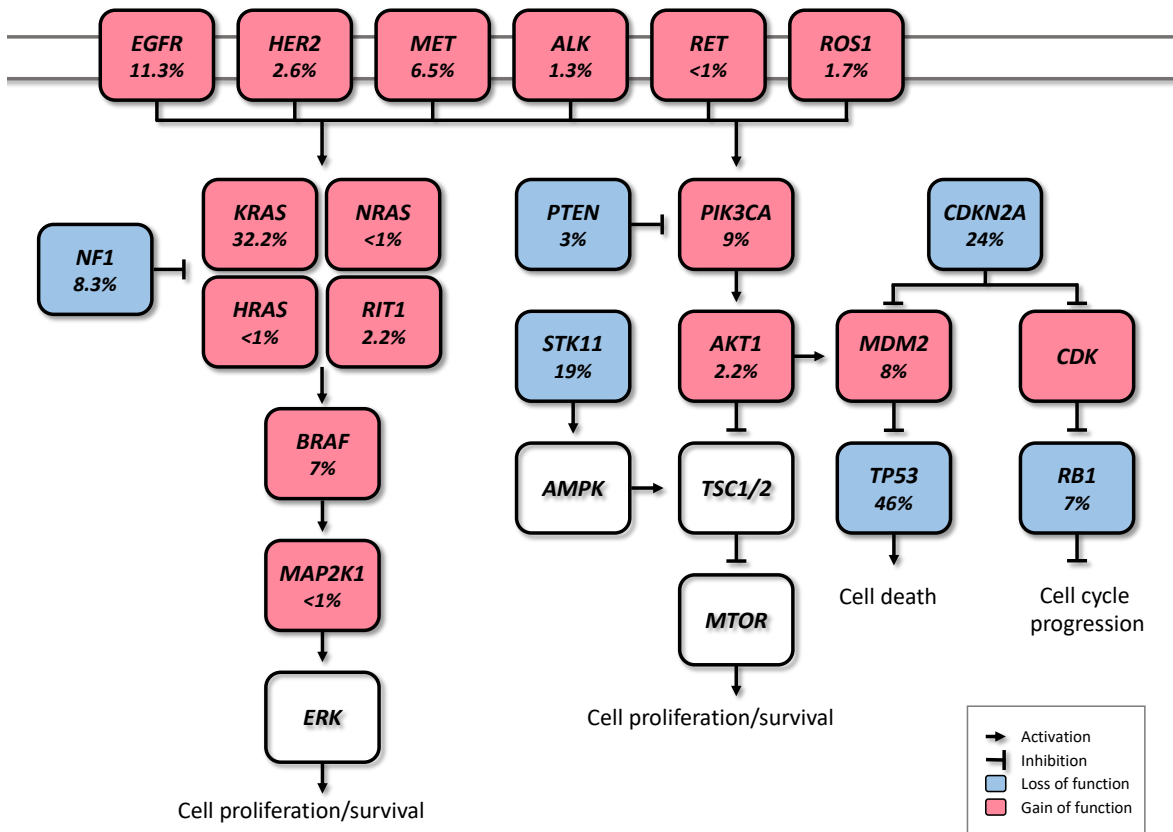 EGFR
11.3%
HER2
2.6%
MET
6.5%
ALK
1.3%
RET
<1%
ROS1
1.7%
KRAS
32.2%
NRAS
<1%
PTEN
3%
PIK3CA
9%
CDKN2A
24%
NF1
8.3%
HRAS
<1%
RIT1
2.2%
STK11
19%
AKT1
2.2%
MDM2
8%
CDK
BRAF
7%
AMPK
TSC1/2
TP53
46%
RB1
7%
MAP2K1
<1%
MTOR
Cell death
Cell cycle
progression
ERK
Cell proliferation/survival
Cell proliferation/survival
Activation
Inhibition
Loss of function
Gain of function